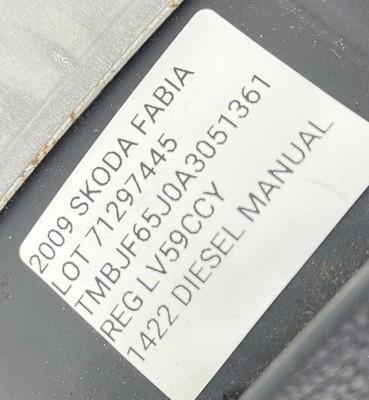 2009 SKODA FABIA
LOT 71297445
TMBJF65J0A3051361
REG LV59CCY
1422 DIESEL MANUAL